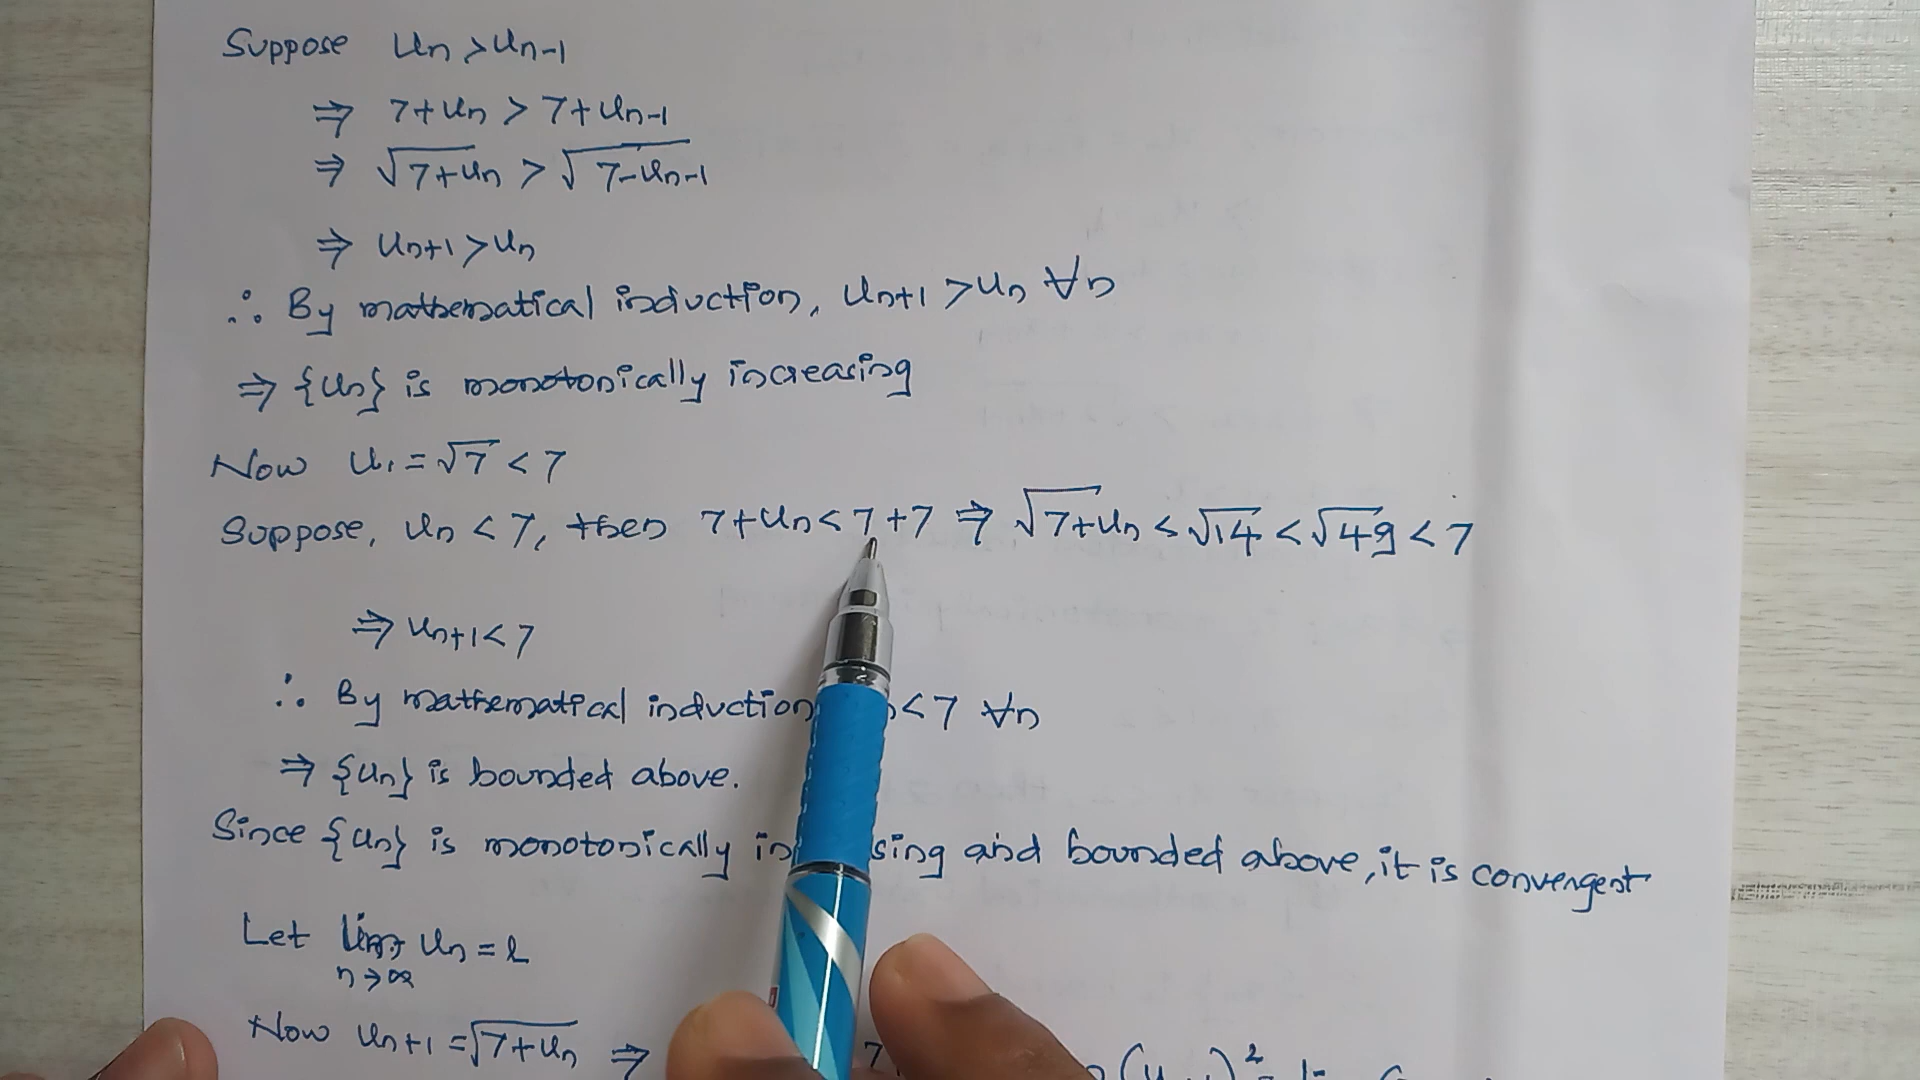 Suppose Un > Un-1
⇒ 7+Un > 7+Un-1
⇒ √7+Un > √7-Un-1
⇒ Un+1 > Un
∴ By mathematical induction, Un+1 > Un ∀n
⇒ {Un} is monotonically increasing
Now U1 = √7 < 7
Suppose, Un < 7, then 7+Un < 7+7 ⇒ √7+Un < √14 < √49 < 7
⇒ Un+1 < 7
∴ By mathematical induction < 7 ∀n
⇒ {Un} is bounded above.
Since {Un} is monotonically and bounded above, it is convergent
Let lim n→∞ Un = l
Now Un+1 = √7+Un ⇒